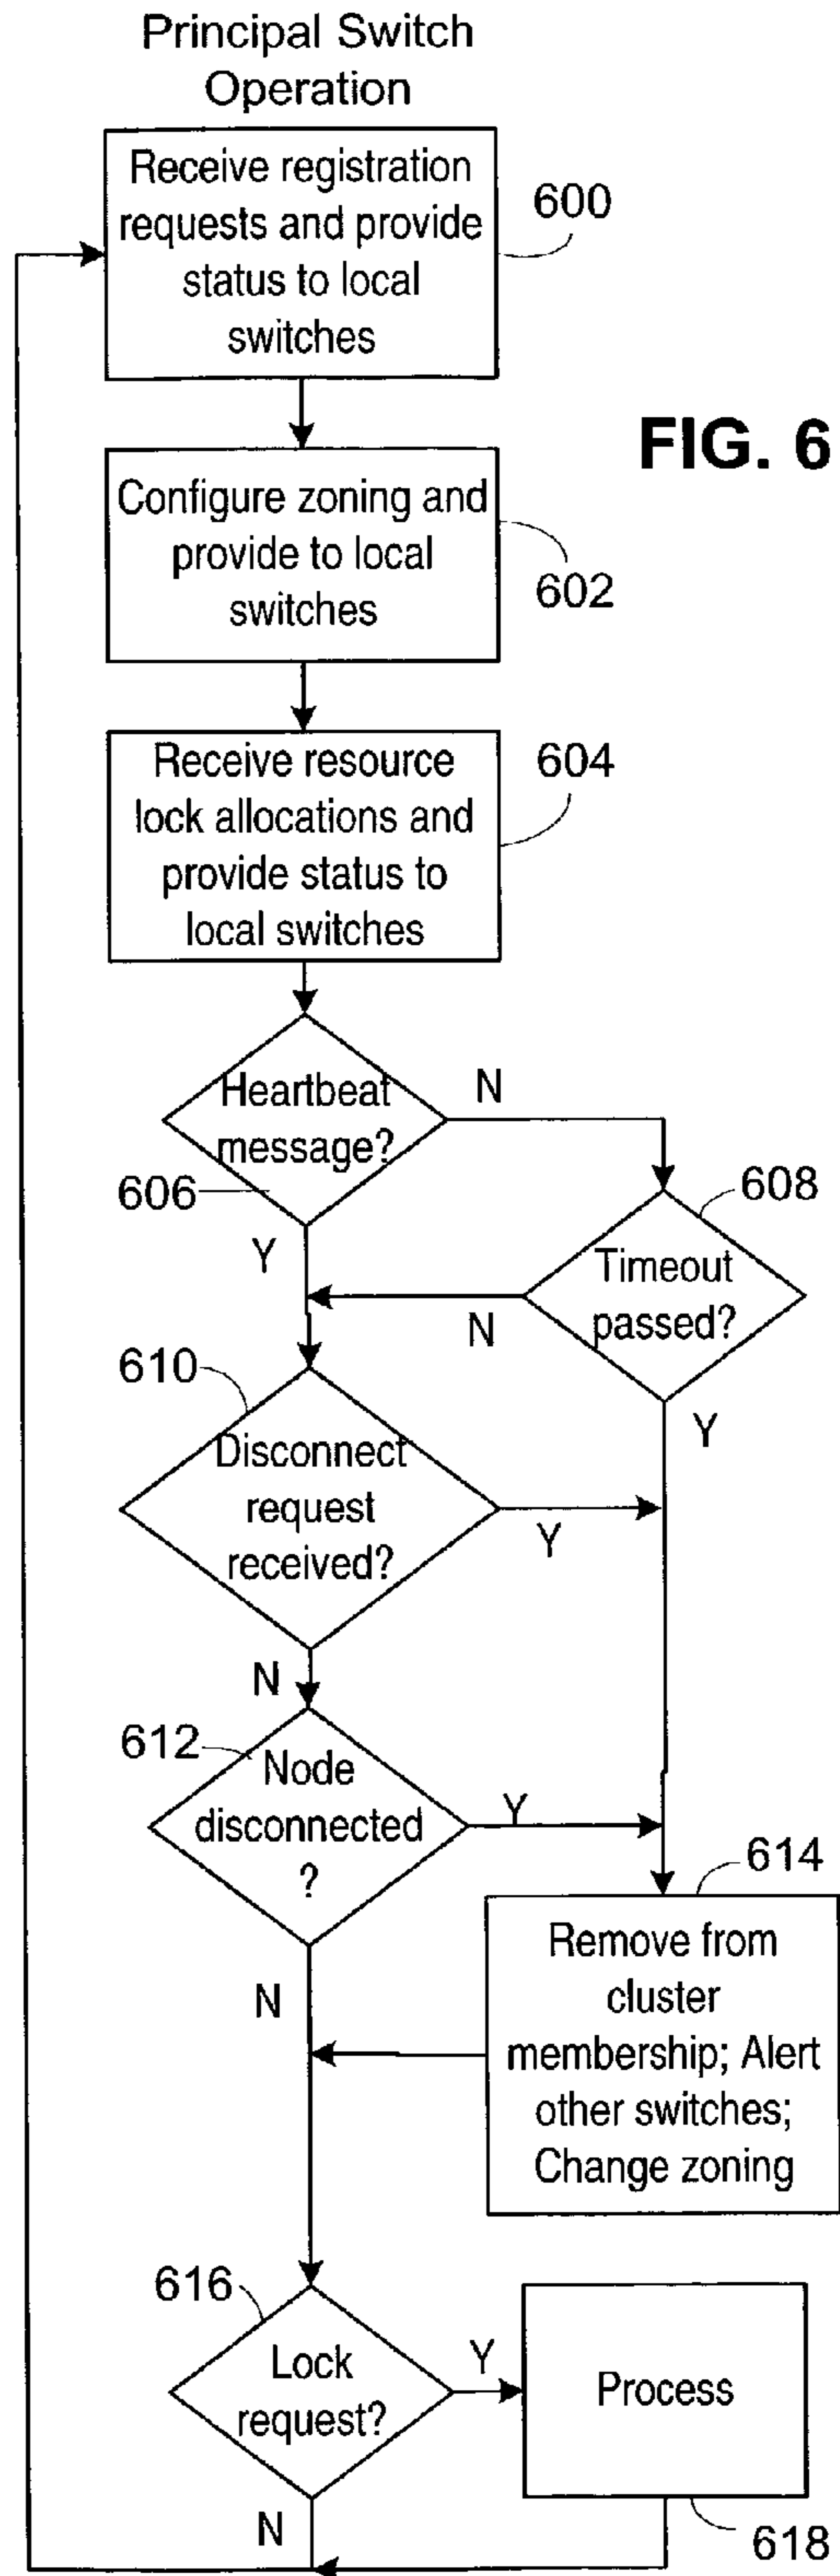 Principal Switch
Operation
Receive registration
requests and provide
status to local
switches
600
FIG. 6
Configure zoning and
provide to local
switches
602
Receive resource
lock allocations and
provide status to
local switches
604
Heartbeat
message?
606
N
Y
608
Timeout
passed?
N
Y
610
Disconnect
request
received?
Y
N
612
Node
disconnected
?
Y
N
614
Remove from
cluster
membership; Alert
other switches;
Change zoning
616
Lock
request?
Y
N
Process
618